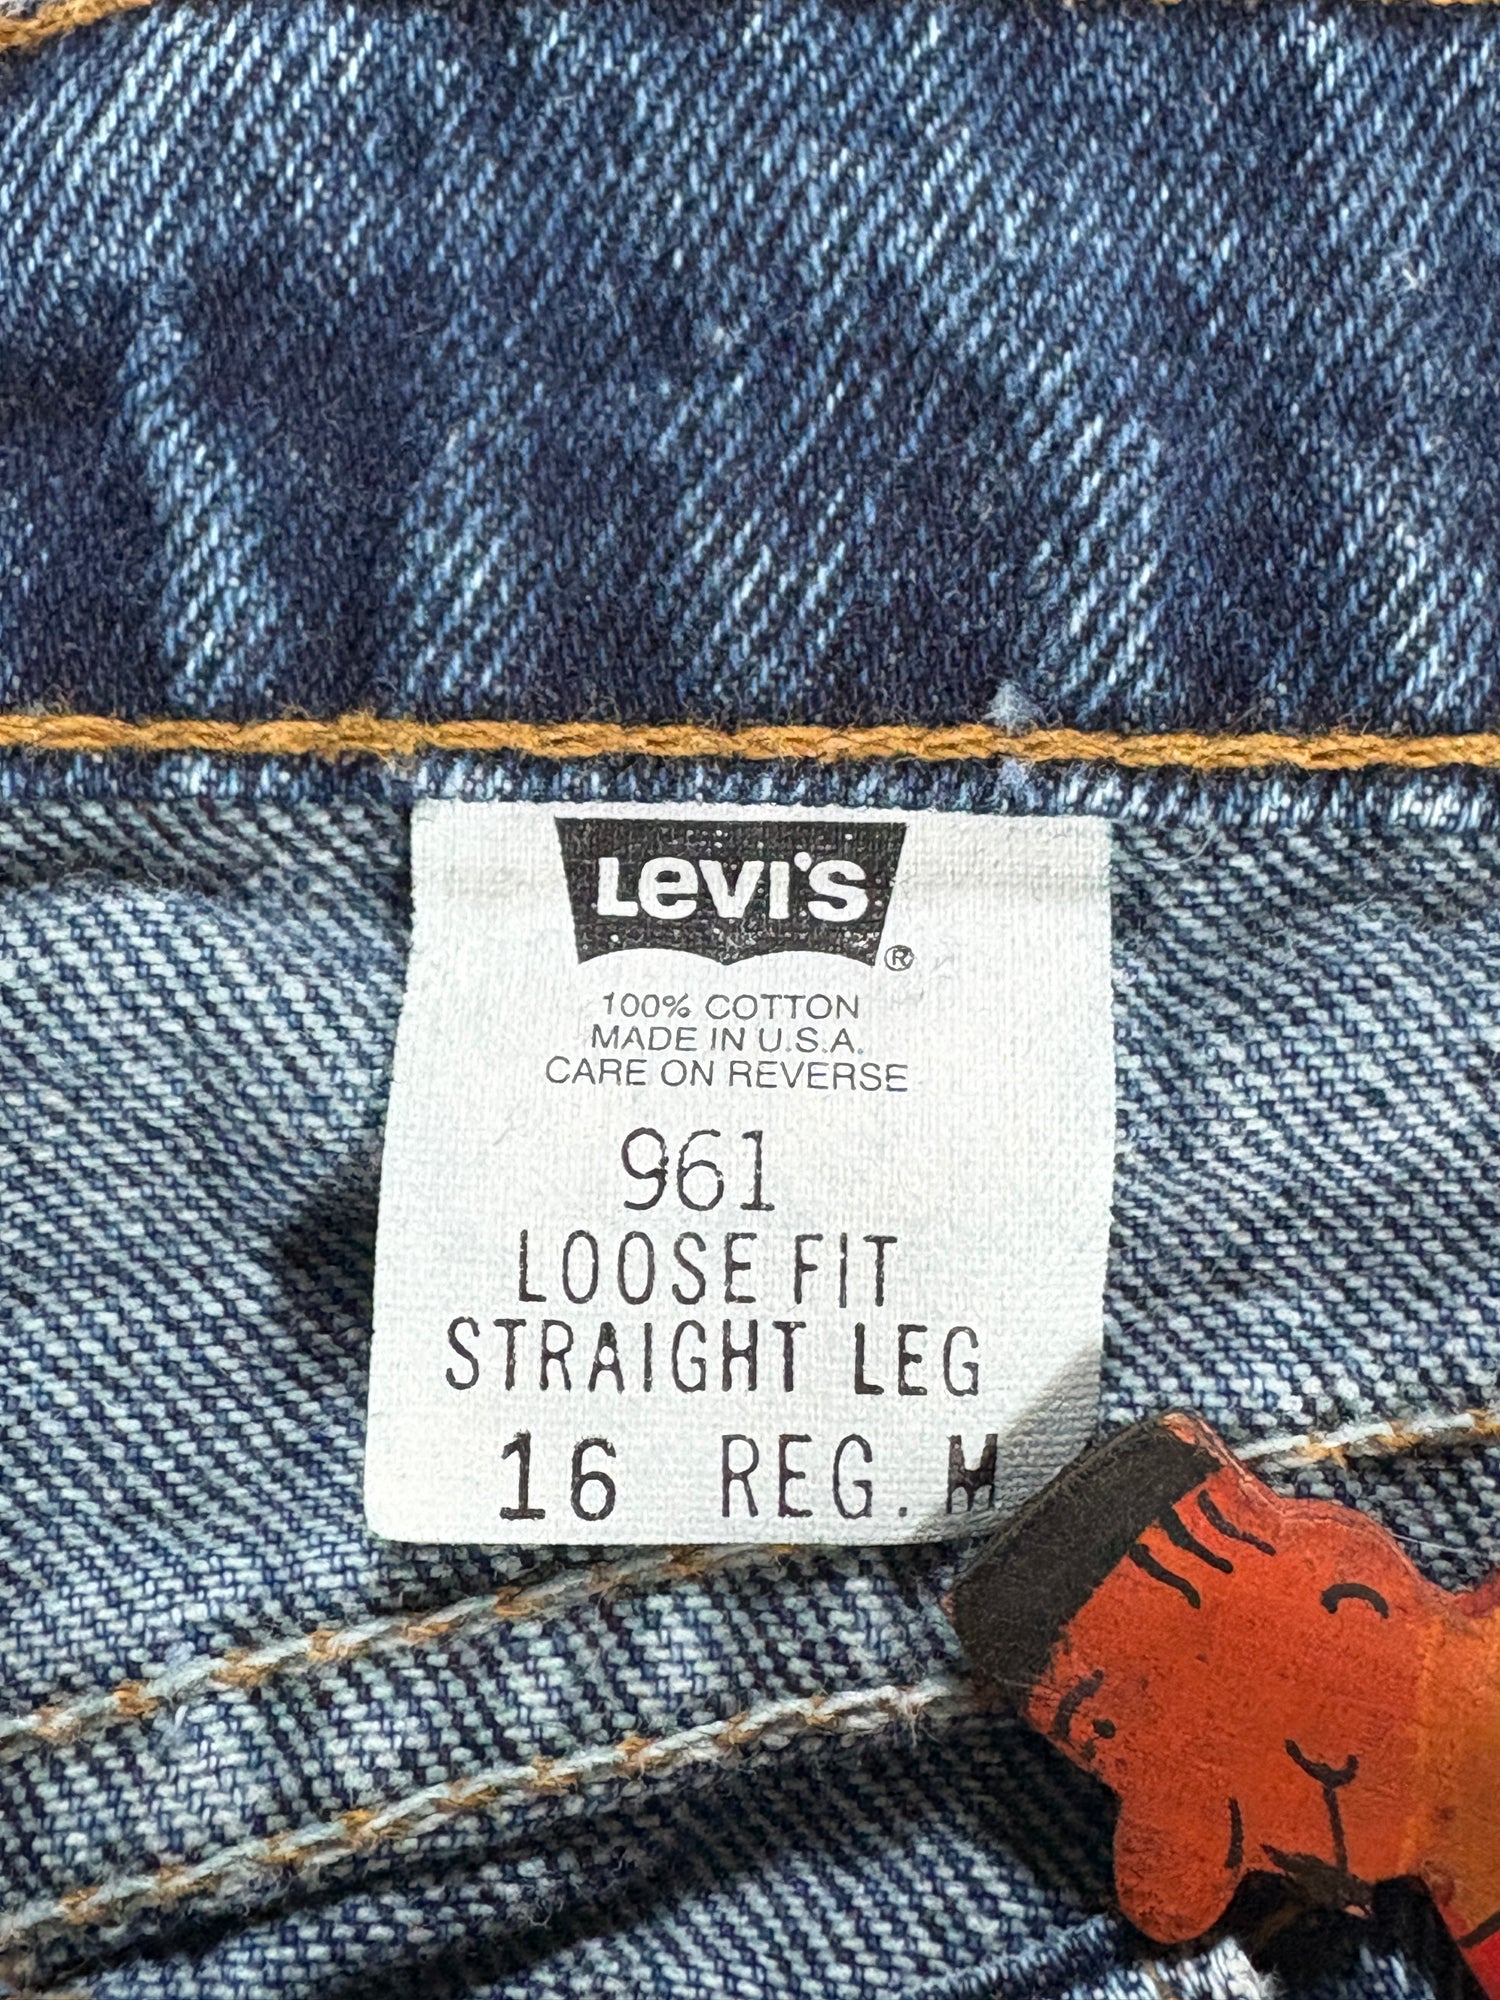 Levi's ®
100% COTTON
MADE IN U.S.A.
CARE ON REVERSE
961
LOOSE FIT
STRAIGHT LEG
16 REG. M